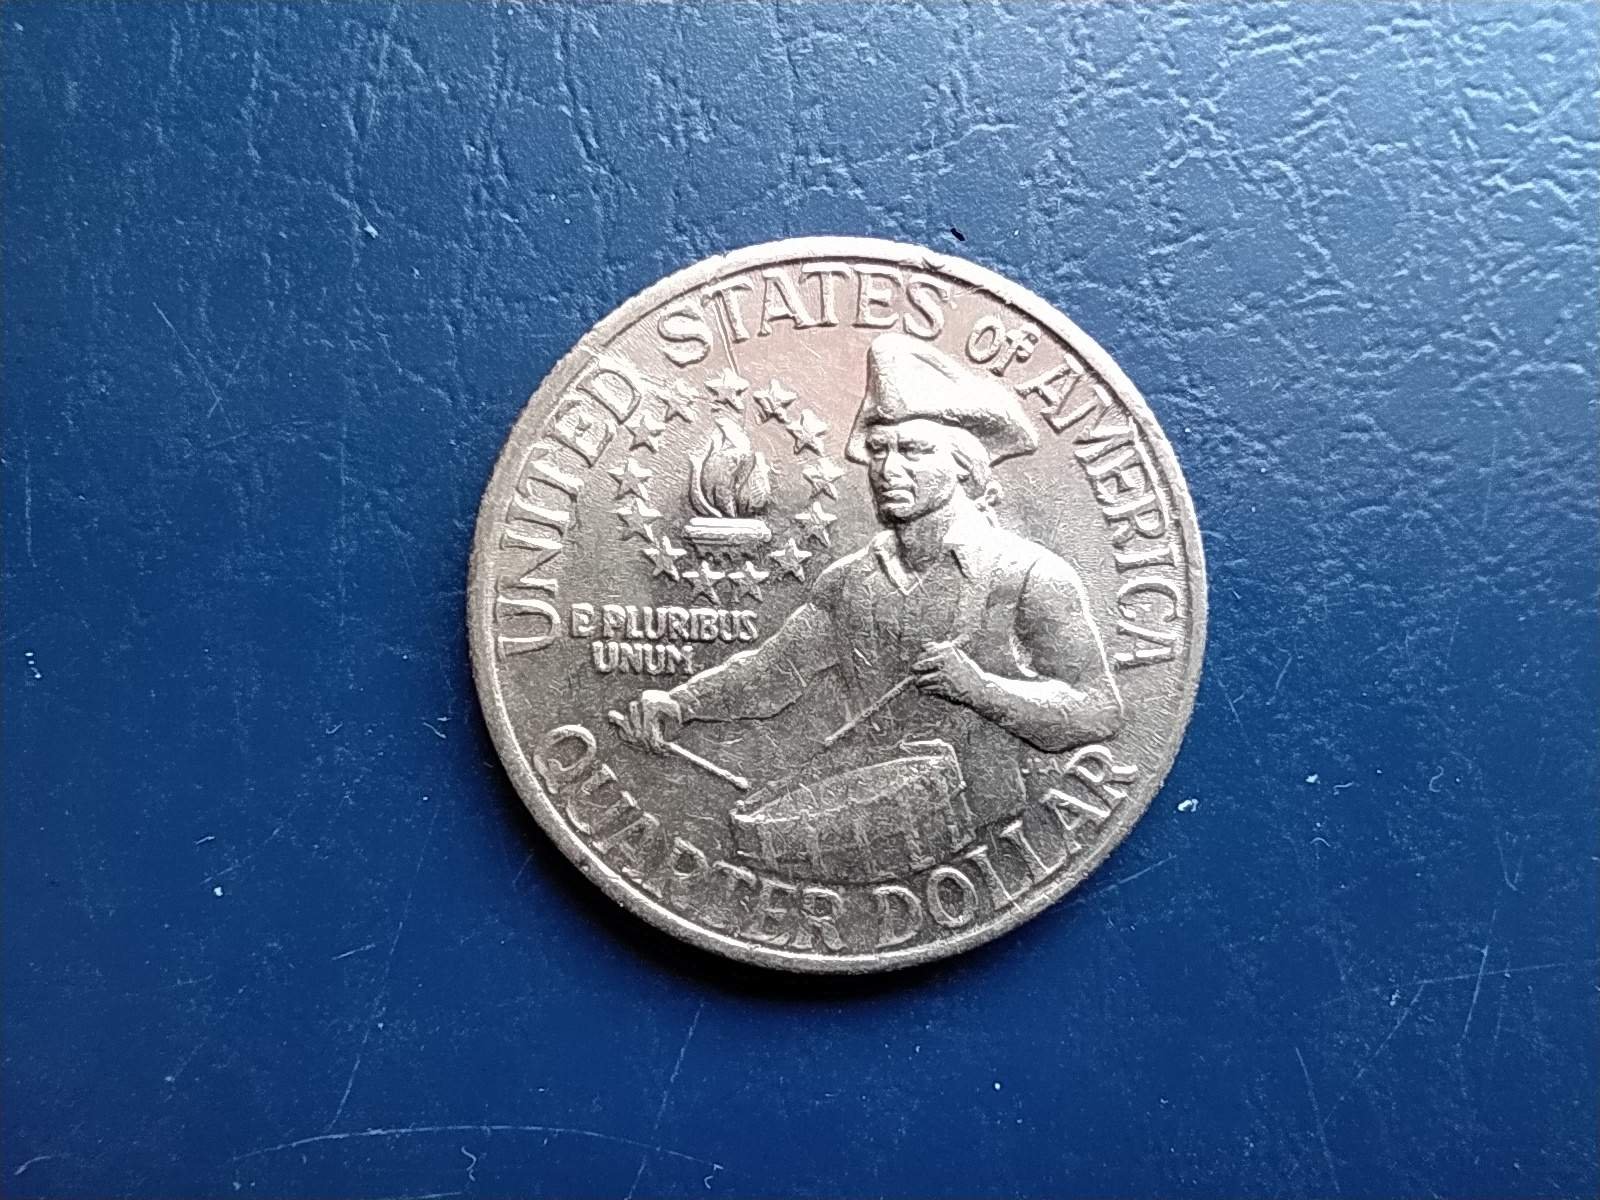 UNITED STATES OF AMERICA
E PLURIBUS
UNUM
QUARTER DOLLAR